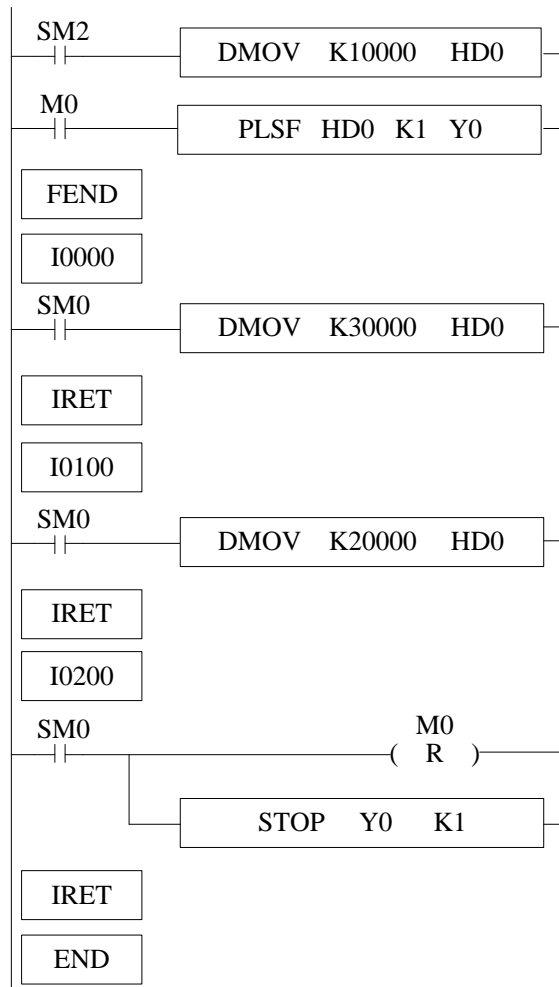 SM2
DMOV K10000 HD0
M0
PLSF HD0 K1 Y0
FEND
I0000
SM0
DMOV K30000 HD0
IRET
I0100
SM0
DMOV K20000 HD0
IRET
I0200
SM0
M0
( R )
STOP Y0 K1
IRET
END